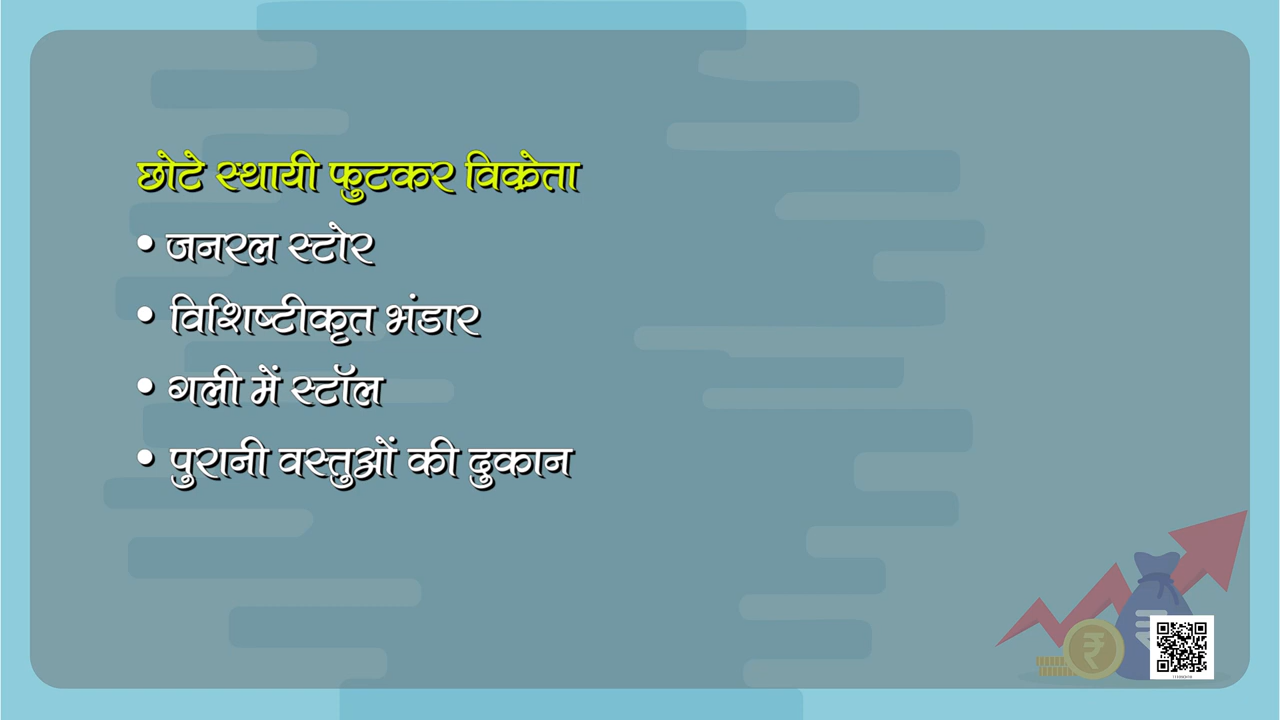 छोटे स्थायी फुटकर विक्रेता
• जनरल स्टोर
• विशिष्टीकृत भंडार
• गली में स्टॉल
• पुरानी वस्तुओं की दुकान